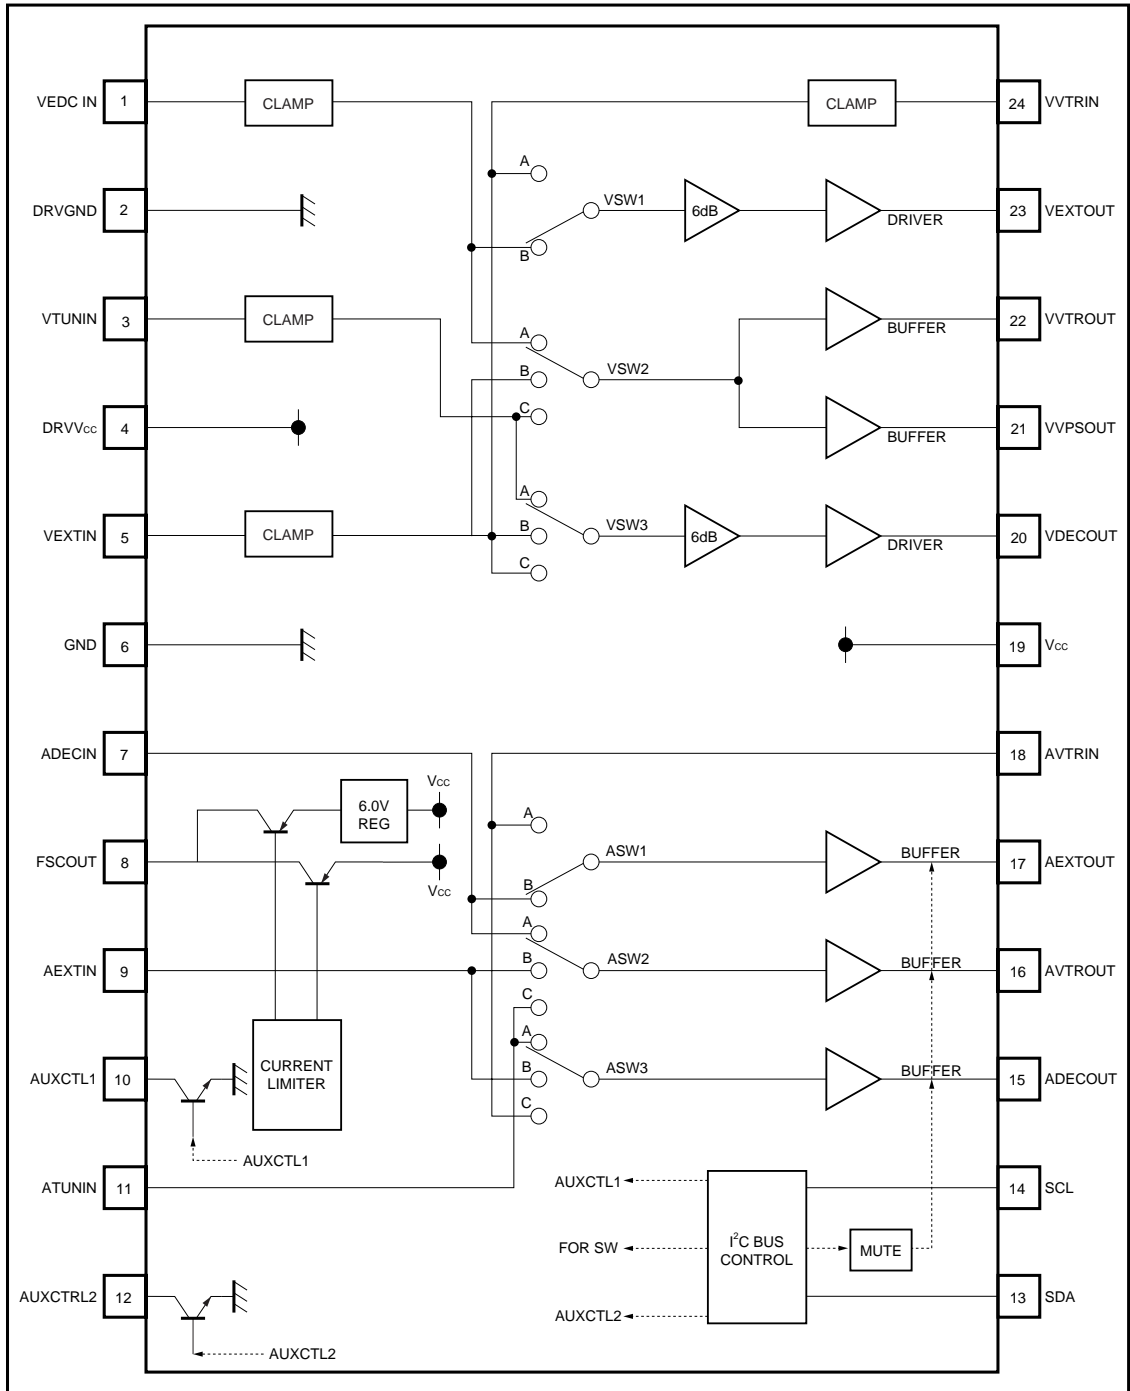 VEDC IN 1 CLAMP CLAMP 24 VVTRIN
A
DRVGND 2 VSW1 6dB DRIVER 23 VEXTOUT
B
VTUNIN 3 CLAMP BUFFER 22 VVTROUT
A
B VSW2
C
DRVVcc 4 BUFFER 21 VVPSOUT
A
VEXTIN 5 CLAMP B VSW3 6dB DRIVER 20 VDECOUT
C
GND 6 19 Vcc
ADECIN 7 18 AVTRIN
6.0V
REG
Vcc
A
FSCOUT 8 Vcc ASW1 BUFFER 17 AEXTOUT
B
A
AEXTIN 9 B ASW2 BUFFER 16 AVTROUT
C
A
AUXCTL1 10 CURRENT
LIMITER
B ASW3 BUFFER 15 ADECOUT
C
AUXCTL1
ATUNIN 11 AUXCTL1 14 SCL
FOR SW I²C BUS
CONTROL
MUTE
AUXCTRL2 12 AUXCTL2 13 SDA
AUXCTL2